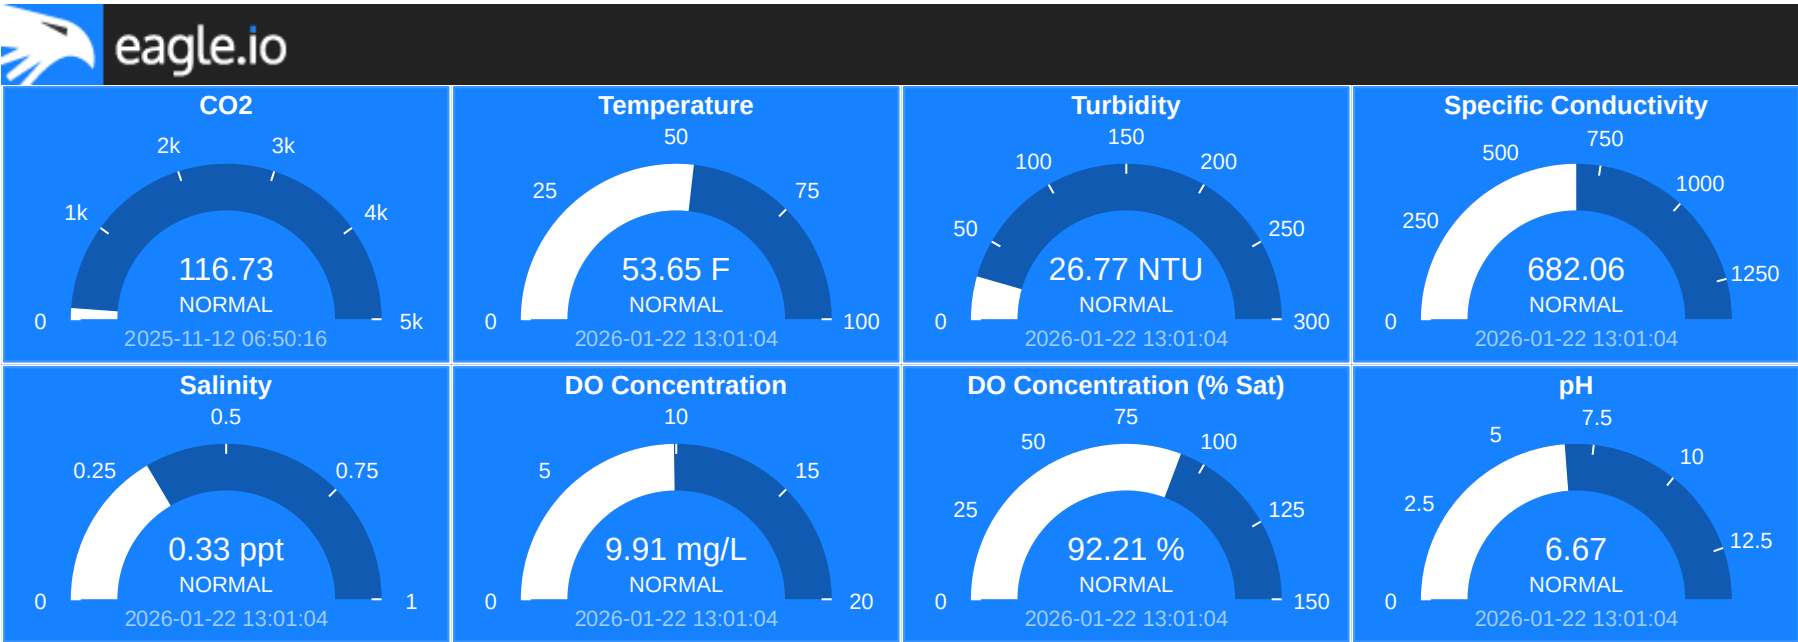 eagle.io
CO2
0
1k
2k
3k
4k
5k
116.73
NORMAL
2025-11-12 06:50:16
Temperature
0
25
50
75
100
53.65 F
NORMAL
2026-01-22 13:01:04
Turbidity
0
50
100
150
200
250
300
26.77 NTU
NORMAL
2026-01-22 13:01:04
Specific Conductivity
0
250
500
750
1000
1250
682.06
NORMAL
2026-01-22 13:01:04
Salinity
0
0.25
0.5
0.75
1
0.33 ppt
NORMAL
2026-01-22 13:01:04
DO Concentration
0
5
10
15
20
9.91 mg/L
NORMAL
2026-01-22 13:01:04
DO Concentration (% Sat)
0
25
50
75
100
125
150
92.21 %
NORMAL
2026-01-22 13:01:04
pH
0
2.5
5
7.5
10
12.5
6.67
NORMAL
2026-01-22 13:01:04